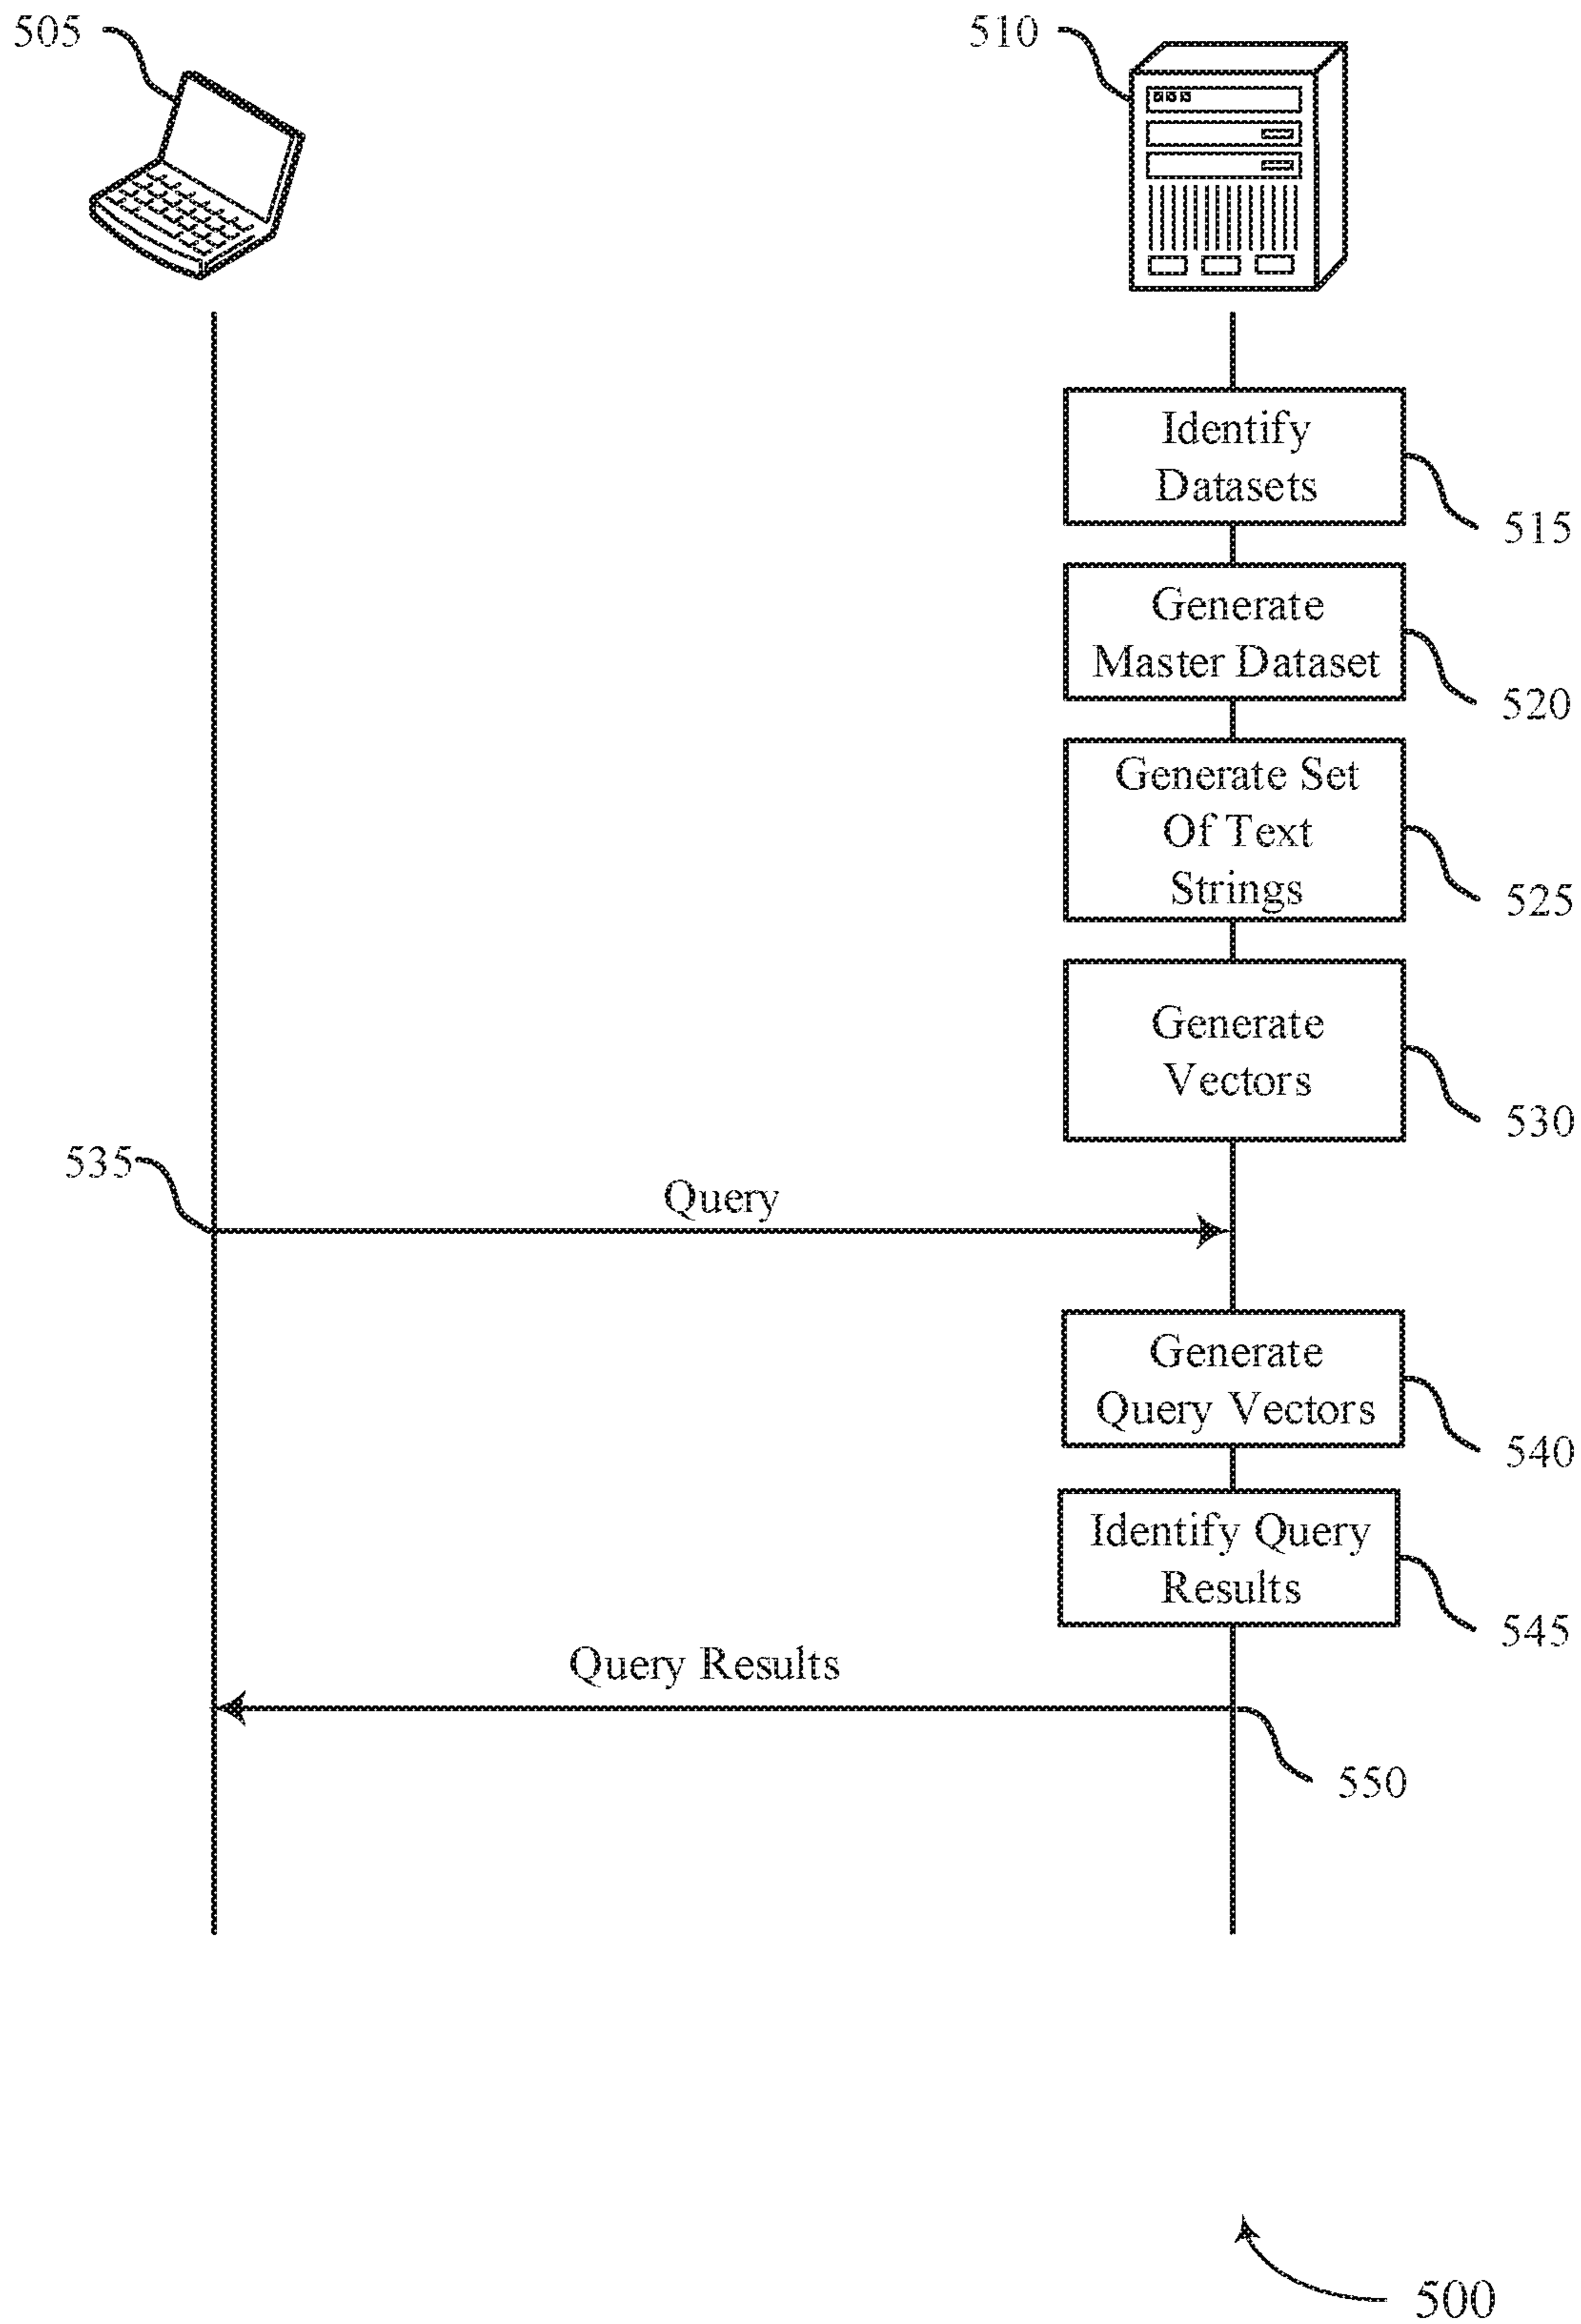 505
510
Identify
Datasets
515
Generate
Master Dataset
520
Generate Set
Of Text
Strings
525
Generate
Vectors
530
535
Query
Generate
Query Vectors
540
Identify Query
Results
545
Query Results
550
500